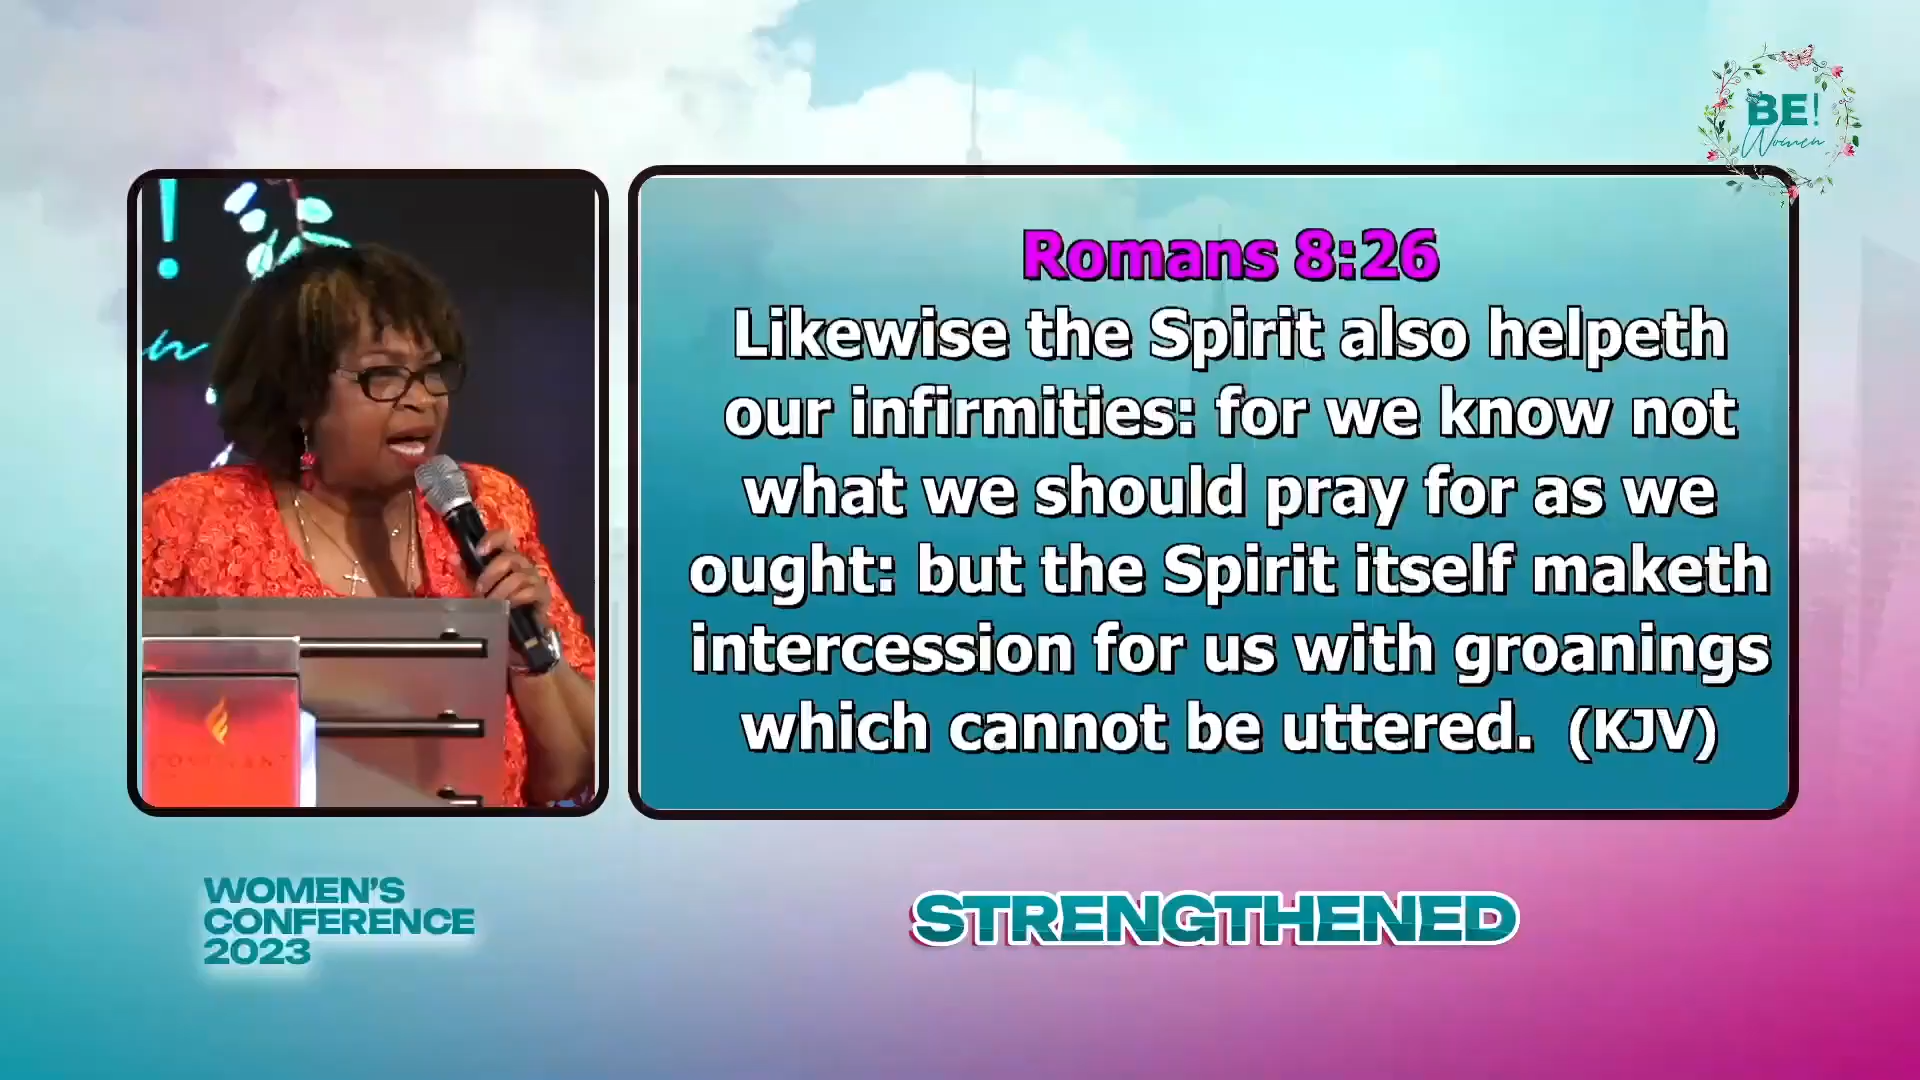 BE!
Women
Romans 8:26
Likewise the Spirit also helpeth
our infirmities: for we know not
what we should pray for as we
ought: but the Spirit itself maketh
intercession for us with groanings
which cannot be uttered. (KJV)
WOMEN'S
CONFERENCE
2023
STRENGTHENED